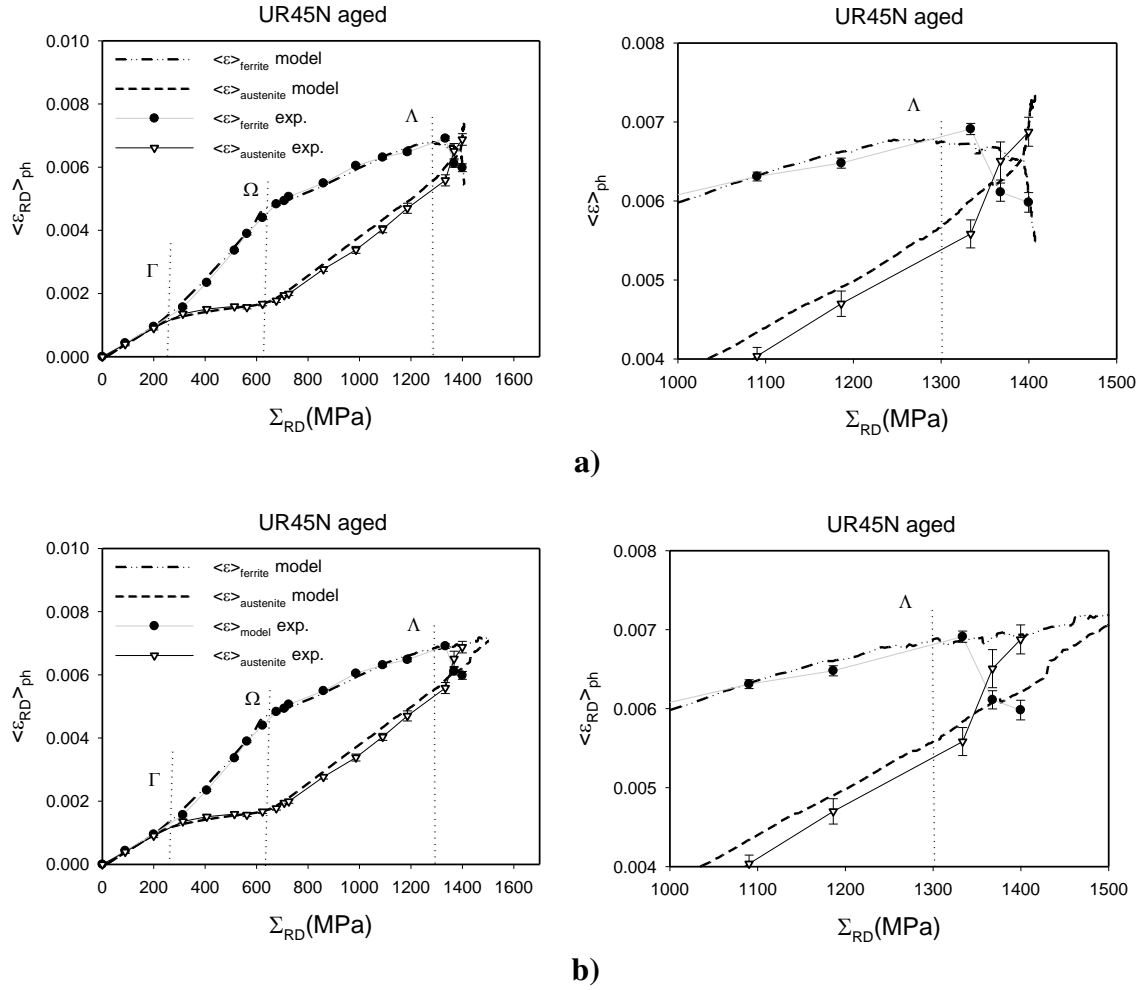 UR45N aged
0.010
0.008
0.006
0.004
0.002
0.000
<ε>ferrite model
<ε>austenite model
<ε>ferrite exp.
<ε>austenite exp.
Γ
Ω
Λ
<εRD>ph
0 200 400 600 800 1000 1200 1400 1600
ΣRD(MPa)
UR45N aged
0.008
0.007
0.006
0.005
0.004
Λ
<ε>ph
1000 1100 1200 1300 1400 1500
ΣRD(MPa)
a)
UR45N aged
0.010
0.008
0.006
0.004
0.002
0.000
<ε>ferrite model
<ε>austenite model
<ε>model exp.
<ε>austenite exp.
Γ
Ω
Λ
<εRD>ph
0 200 400 600 800 1000 1200 1400 1600
ΣRD(MPa)
UR45N aged
0.008
0.007
0.006
0.005
0.004
Λ
<εRD>ph
1000 1100 1200 1300 1400 1500
ΣRD(MPa)
b)